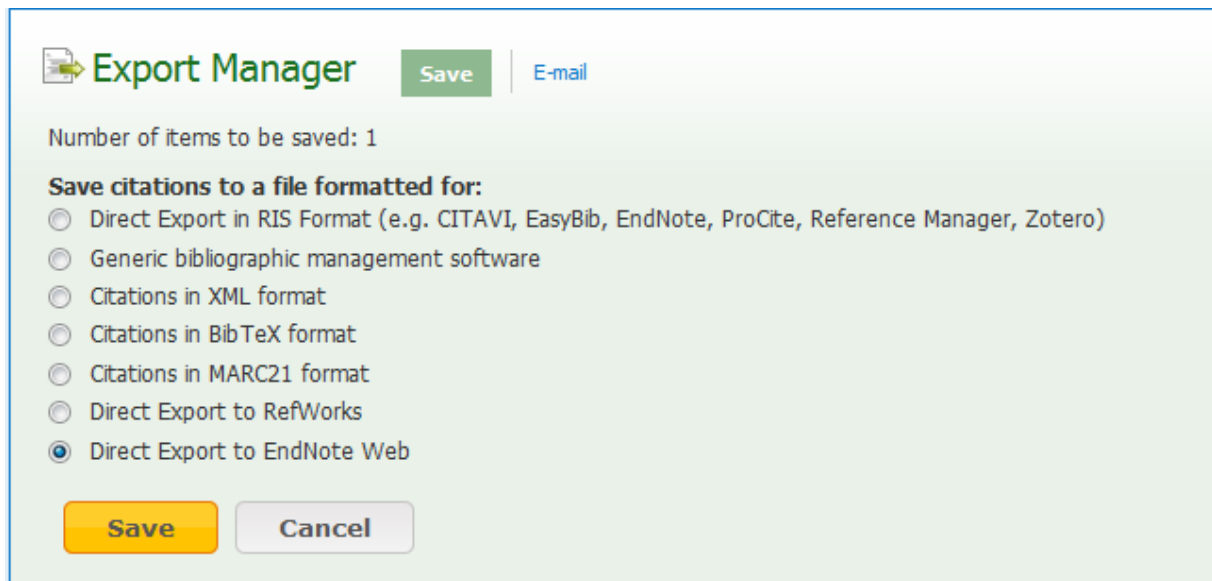 Export Manager Save E-mail
Number of items to be saved: 1
Save citations to a file formatted for:
Direct Export in RIS Format (e.g. CITAVI, EasyBib, EndNote, ProCite, Reference Manager, Zotero)
Generic bibliographic management software
Citations in XML format
Citations in BibTeX format
Citations in MARC21 format
Direct Export to RefWorks
Direct Export to EndNote Web
Save Cancel